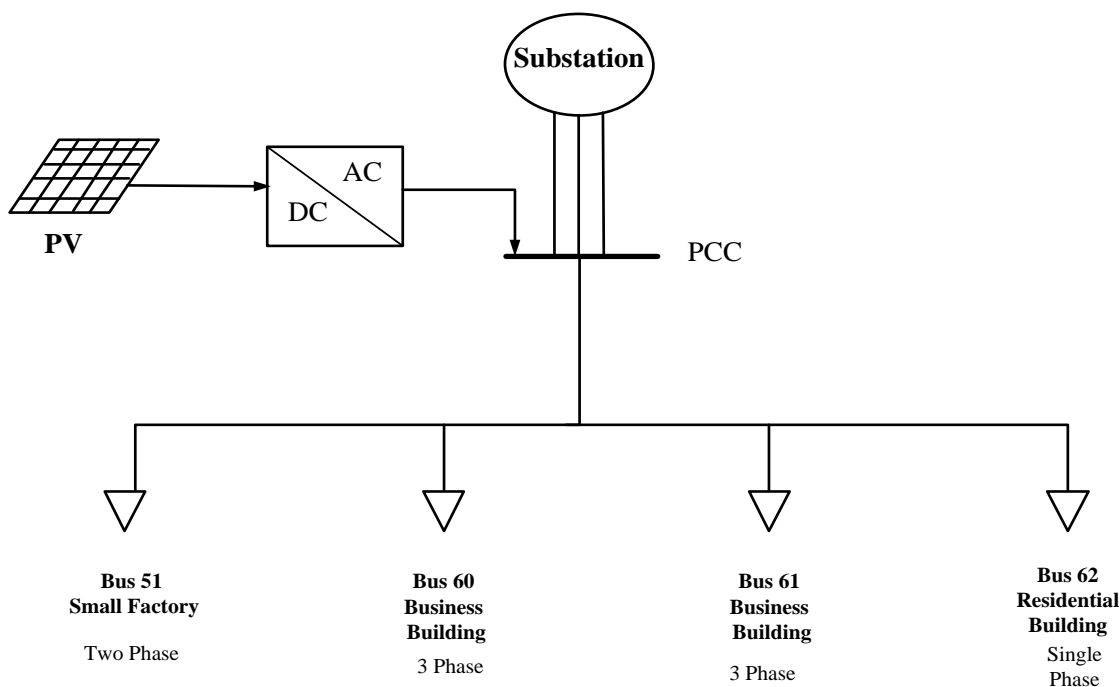 Substation
AC
DC
PV
PCC
Bus 51
Small Factory
Two Phase
Bus 60
Business
Building
3 Phase
Bus 61
Business
Building
3 Phase
Bus 62
Residential
Building
Single
Phase